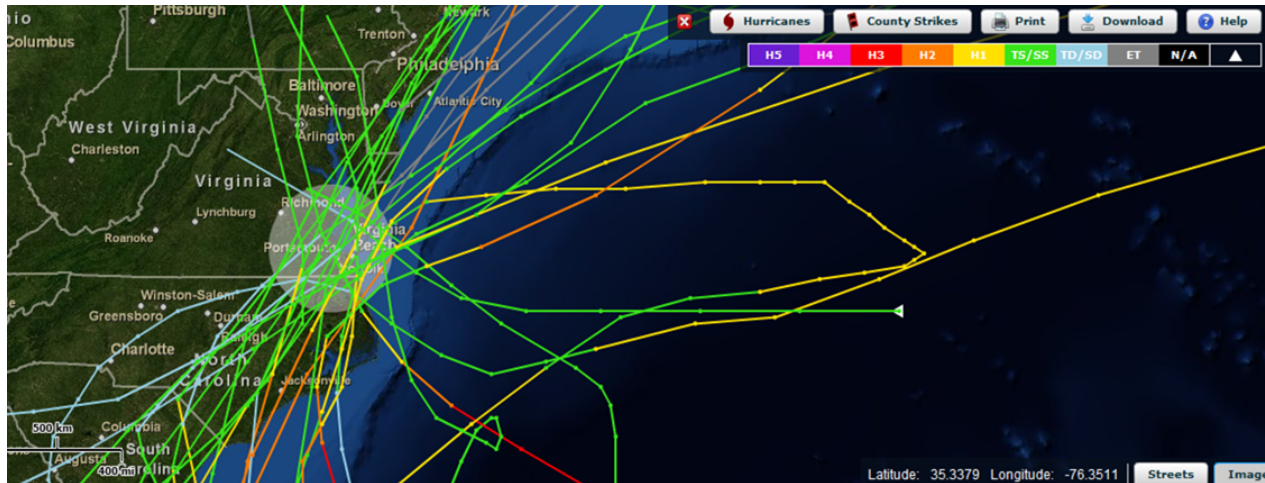 Pittsburgh
Newark
Hurricanes County Strikes Print Download Help
Columbus
Trenton
Philadelphia
H5 H4 H3 H2 H1 TS/SS TD/SD ET N/A
Baltimore
Dover
Atlantic City
Washington
West Virginia
Arlington
Charleston
Virginia
Richmond
Lynchburg
Virginia
Roanoke
Beach
Winston-Salem
Greensboro
Durham
Raleigh
Charlotte
North
Carolina
Jacksonville
500 km
Columbia
South
Augusta
Carolina
400 mi
Latitude: 35.3379 Longitude: -76.3511 Streets Image